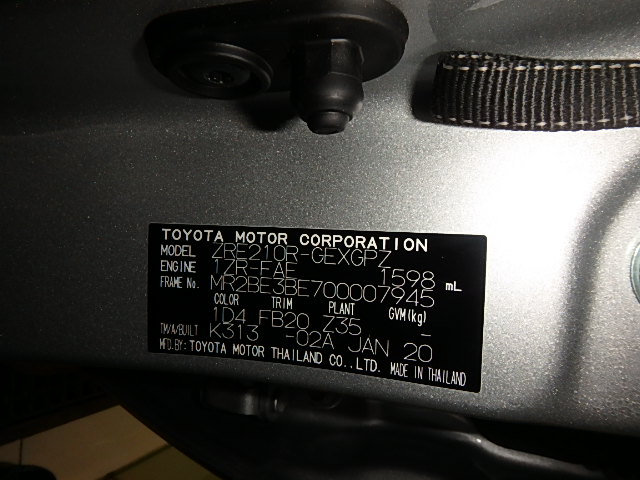 TOYOTA MOTOR CORPORATION
MODEL ZRE210R-GEXGPZ
ENGINE 1ZR-FAE 1598 mL
FRAME No. MR2BE3BE700007945
COLOR TRIM PLANT GVM(kg)
1D4 FB20 Z35 -
TM/A/BUILT K313 -02A JAN 20
MFD.BY: TOYOTA MOTOR THAILAND CO.,LTD. MADE IN THAILAND